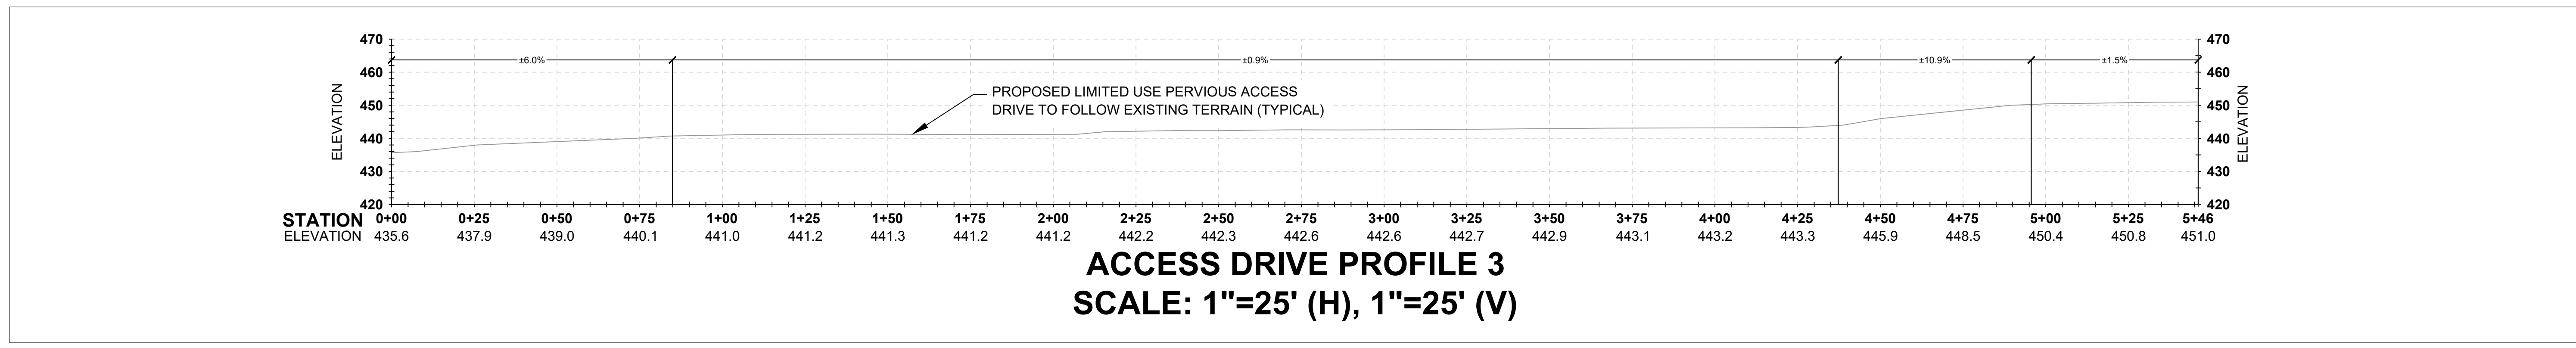 470 470
±6.0% ±0.9% ±10.9% ±1.5%
460 460
ELEVATION
PROPOSED LIMITED USE PERVIOUS ACCESS
DRIVE TO FOLLOW EXISTING TERRAIN (TYPICAL)
ELEVATION
450 450
440 440
430 430
420 420
STATION 0+00 0+25 0+50 0+75 1+00 1+25 1+50 1+75 2+00 2+25 2+50 2+75 3+00 3+25 3+50 3+75 4+00 4+25 4+50 4+75 5+00 5+25 5+46
ELEVATION 435.6 437.9 439.0 440.1 441.0 441.2 441.3 441.2 441.2 442.2 442.3 442.6 442.6 442.7 442.9 443.1 443.2 443.3 445.9 448.5 450.4 450.8 451.0
ACCESS DRIVE PROFILE 3
SCALE: 1"=25' (H), 1"=25' (V)